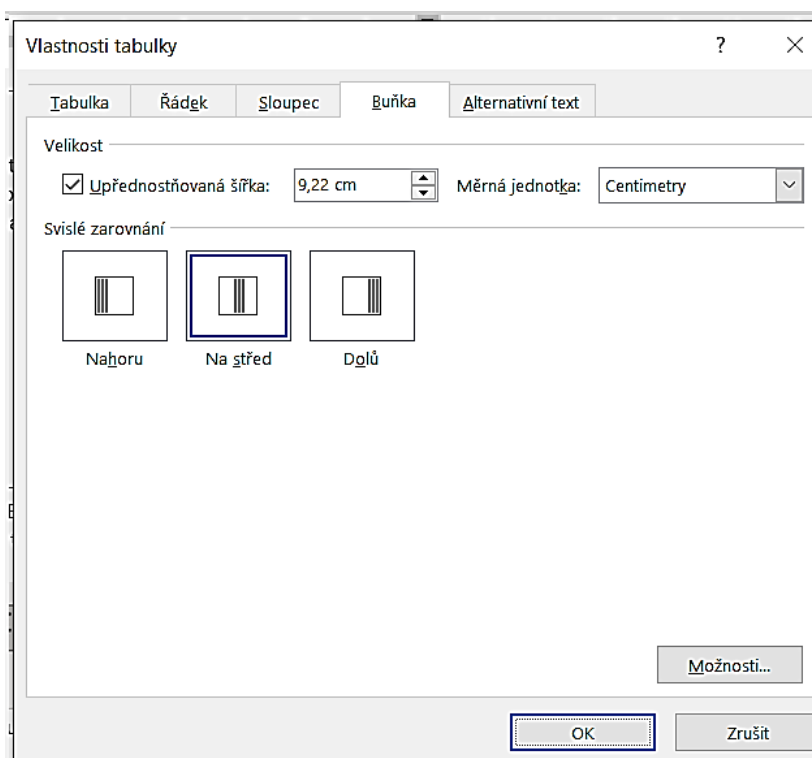 Vlastnosti tabulky ?
Tabulka Řádek Sloupec Buňka Alternativní text
Velikost
Upřednostňovaná šířka: 9,22 cm Měrná jednotka: Centimetry
Svislé zarovnání
Nahoru Na střed Dolů
Možnosti...
OK Zrušit